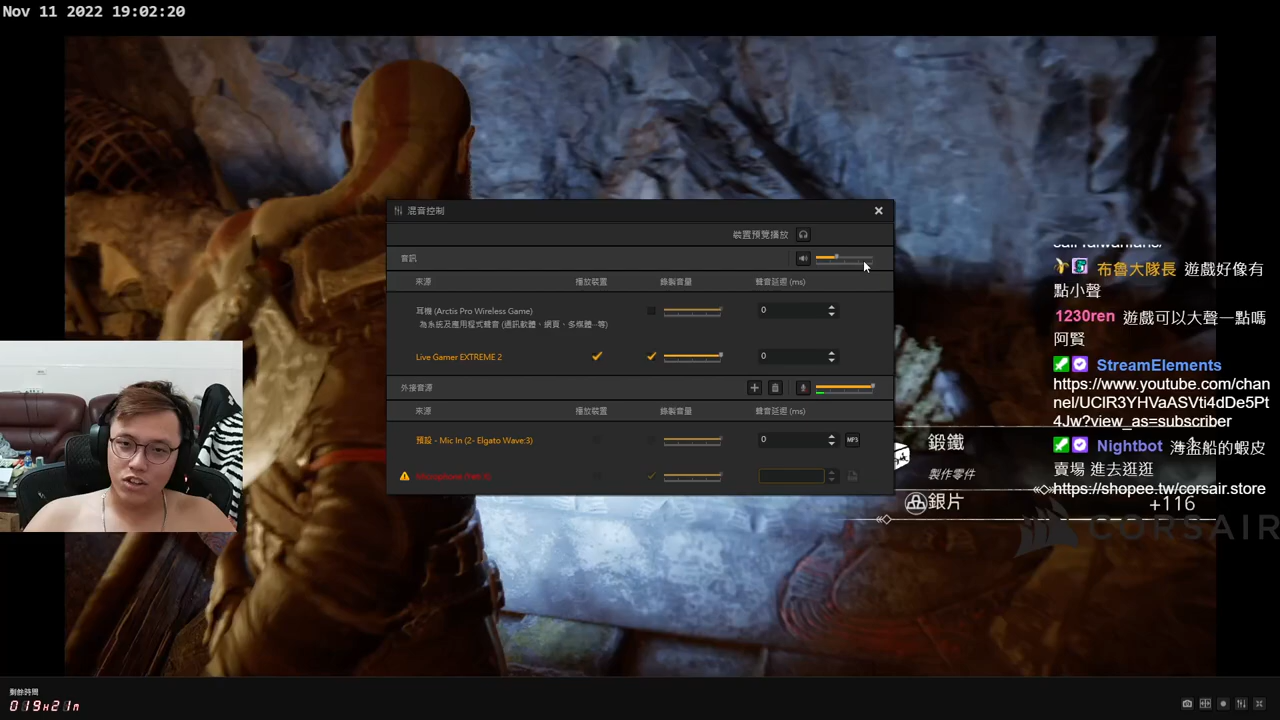 Nov 11 2022 19:02:20
混音控制
裝置預覽播放
音訊
來源 播放裝置 錄製音量 聲音延遲 (ms)
耳機 (Arctis Pro Wireless Game) 0
為系統及應用程式聲音 (通訊軟體、網頁、多媒體…等)
Live Gamer EXTREME 2 0
外接音源
來源 播放裝置 錄製音量 聲音延遲 (ms)
預設 - Mic In (2- Elgato Wave:3) 0 MP3
布魯大隊長 遊戲好像有
點小聲
1230ren 遊戲可以大聲一點嗎
阿賢
StreamElements
https://www.youtube.com/chan
nel/UClR3YHVaASVti4dDe5Pt
4Jw?view_as=subscriber
Nightbot 海盜船的蝦皮
賣場 進去逛逛
https://shopee.tw/corsair.store
鍛鐵
製作零件
銀片 +116
CORSAIR
剩餘時間
019H21M